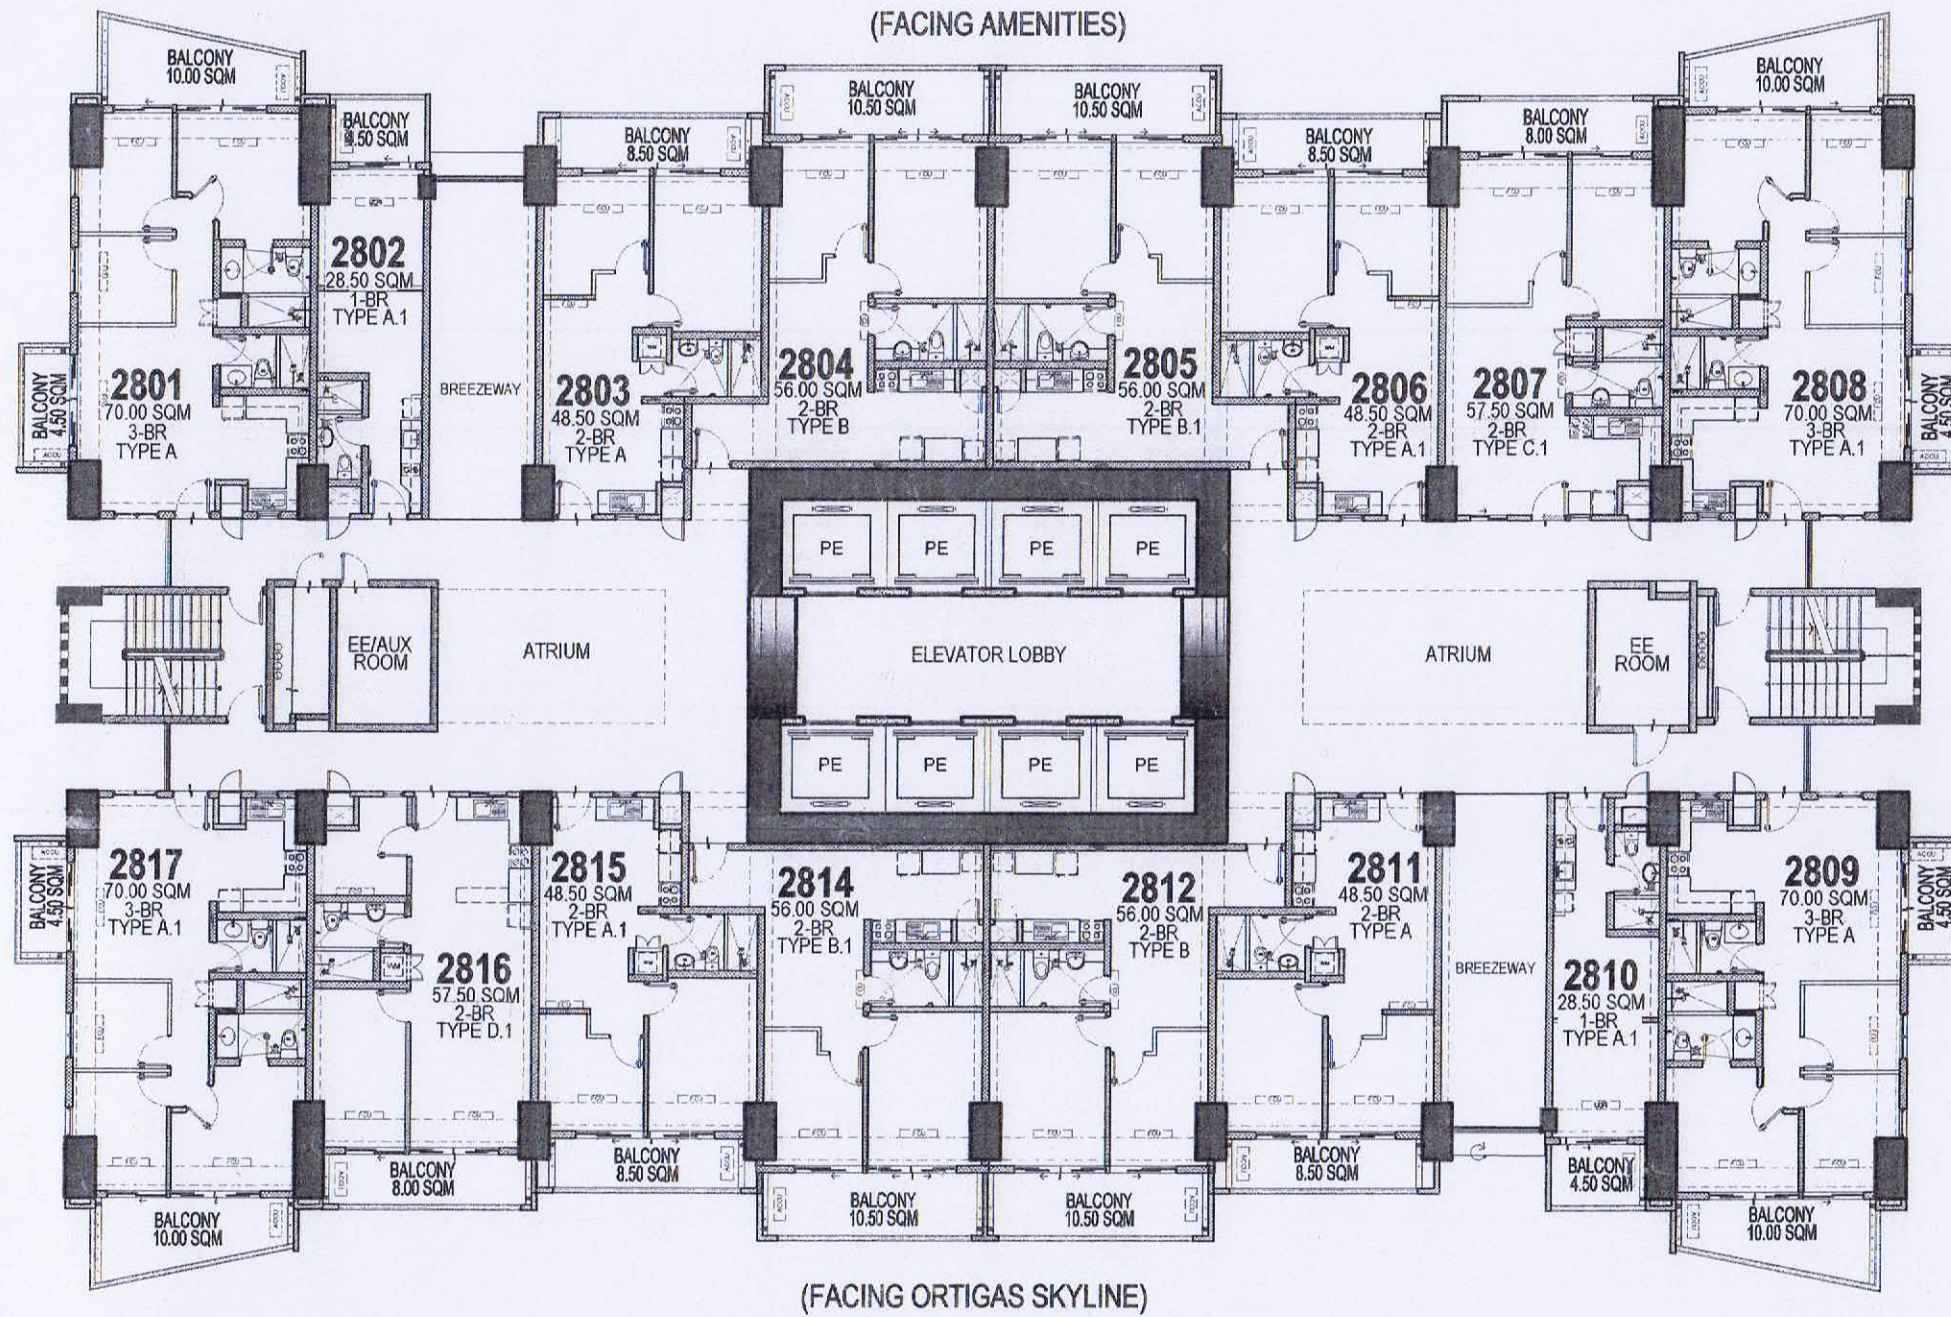 (FACING AMENITIES)
BALCONY
10.00 SQM
BALCONY
4.50 SQM
BALCONY
8.50 SQM
BALCONY
10.50 SQM
BALCONY
10.50 SQM
BALCONY
8.50 SQM
BALCONY
8.00 SQM
BALCONY
10.00 SQM
2801
70.00 SQM
3-BR
TYPE A
BALCONY
4.50 SQM
ACCU
2802
28.50 SQM
1-BR
TYPE A.1
BREEZEWAY
2803
48.50 SQM
2-BR
TYPE A
2804
56.00 SQM
2-BR
TYPE B
2805
56.00 SQM
2-BR
TYPE B.1
2806
48.50 SQM
2-BR
TYPE A.1
2807
57.50 SQM
2-BR
TYPE C.1
2808
70.00 SQM
3-BR
TYPE A.1
BALCONY
4.50 SQM
ACCU
PE
PE
PE
PE
EE/AUX
ROOM
ATRIUM
ELEVATOR LOBBY
ATRIUM
EE
ROOM
PE
PE
PE
PE
2817
70.00 SQM
3-BR
TYPE A.1
BALCONY
4.50 SQM
ACCU
2816
57.50 SQM
2-BR
TYPE D.1
2815
48.50 SQM
2-BR
TYPE A.1
2814
56.00 SQM
2-BR
TYPE B.1
2812
56.00 SQM
2-BR
TYPE B
2811
48.50 SQM
2-BR
TYPE A
BREEZEWAY
2810
28.50 SQM
1-BR
TYPE A.1
2809
70.00 SQM
3-BR
TYPE A
BALCONY
4.50 SQM
ACCU
BALCONY
10.00 SQM
BALCONY
8.00 SQM
BALCONY
8.50 SQM
BALCONY
10.50 SQM
BALCONY
10.50 SQM
BALCONY
8.50 SQM
BALCONY
4.50 SQM
BALCONY
10.00 SQM
(FACING ORTIGAS SKYLINE)